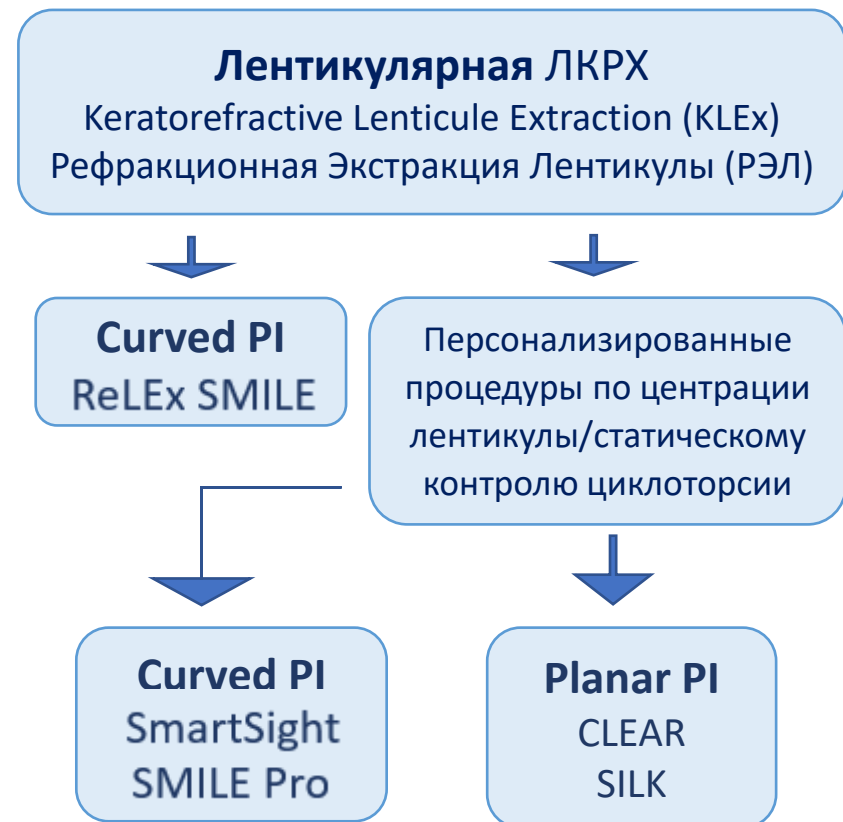 Лентикулярная ЛКРХ
Keratorefractive Lenticule Extraction (KLEx)
Рефракционная Экстракция Лентикулы (РЭЛ)
Curved PI
ReLEx SMILE
Персонализированные
процедуры по центрации
лентикулы/статическому
контролю циклоторсии
Curved PI
SmartSight
SMILE Pro
Planar PI
CLEAR
SILK